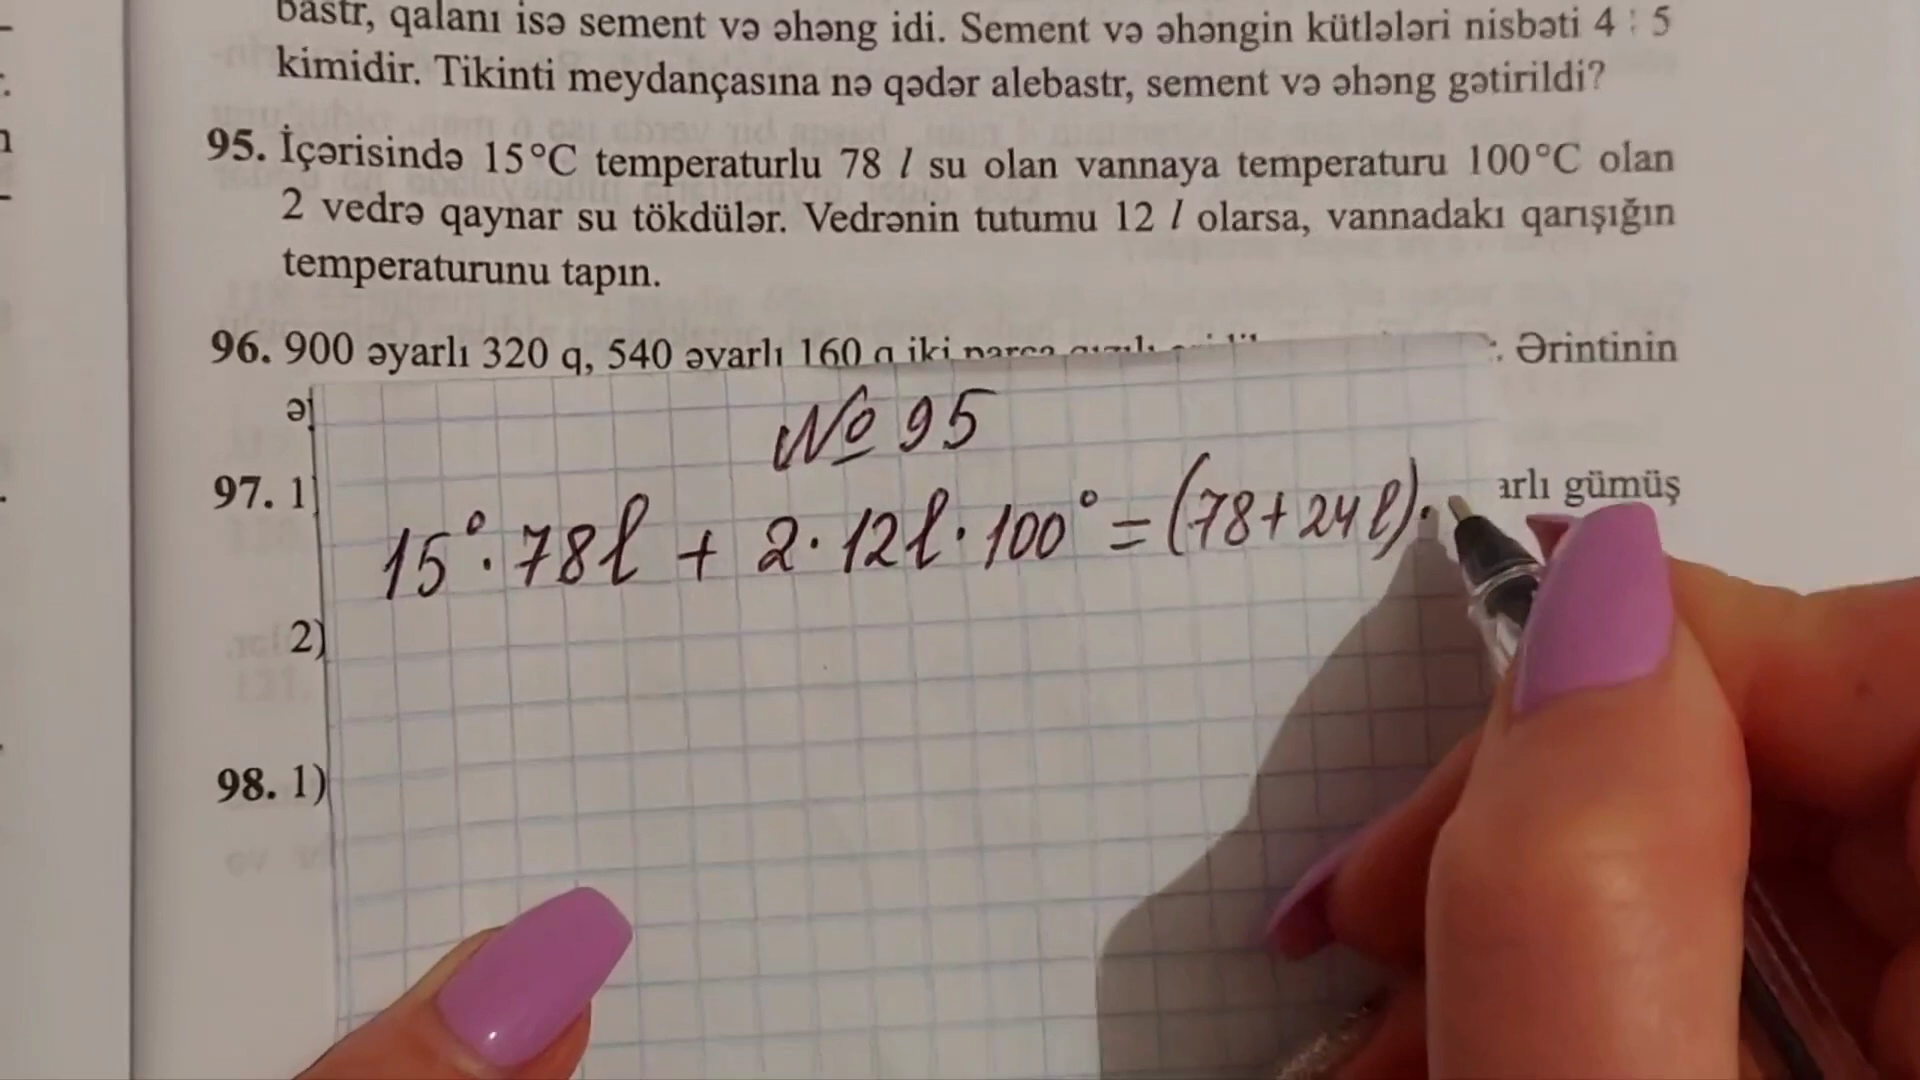 bastr, qalanı isə sement və əhəng idi. Sement və əhəngin kütlələri nisbəti 4 : 5
kimidir. Tikinti meydançasına nə qədər alebastr, sement və əhəng gətirildi?
95. İçərisində 15°C temperaturlu 78 l su olan vannaya temperaturu 100°C olan
2 vedrə qaynar su tökdülər. Vedrənin tutumu 12 l olarsa, vannadakı qarışığın
temperaturunu tapın.
96. 900 əyarlı 320 q, 540 əyarlı 160 q iki parça qızılı : Ərintinin
№ 95
97. 1 arlı gümüş
15°·78l + 2·12l·100° = (78+24l)·
2)
98. 1)